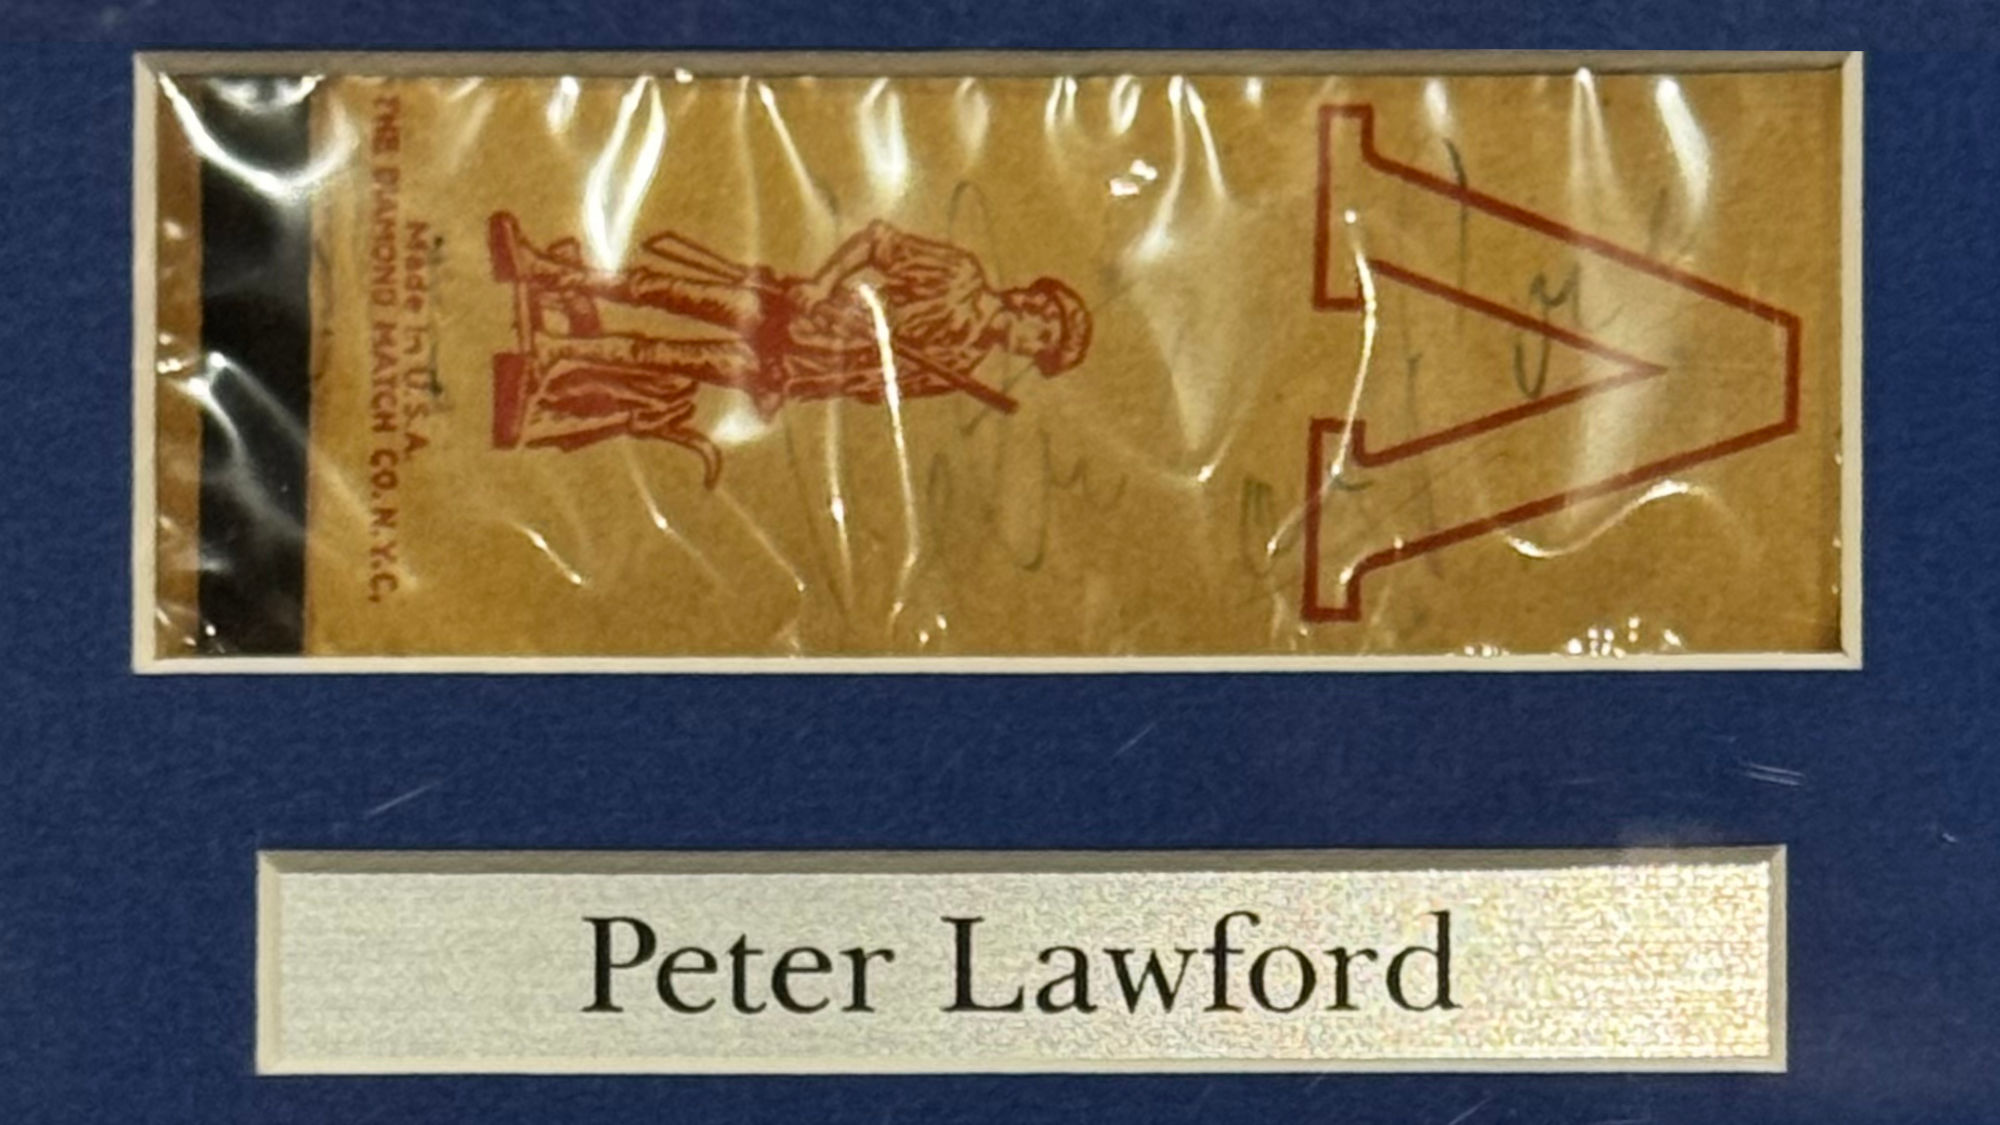 V
Made in U.S.A.
THE DIAMOND MATCH CO. N.Y.C.
Peter Lawford